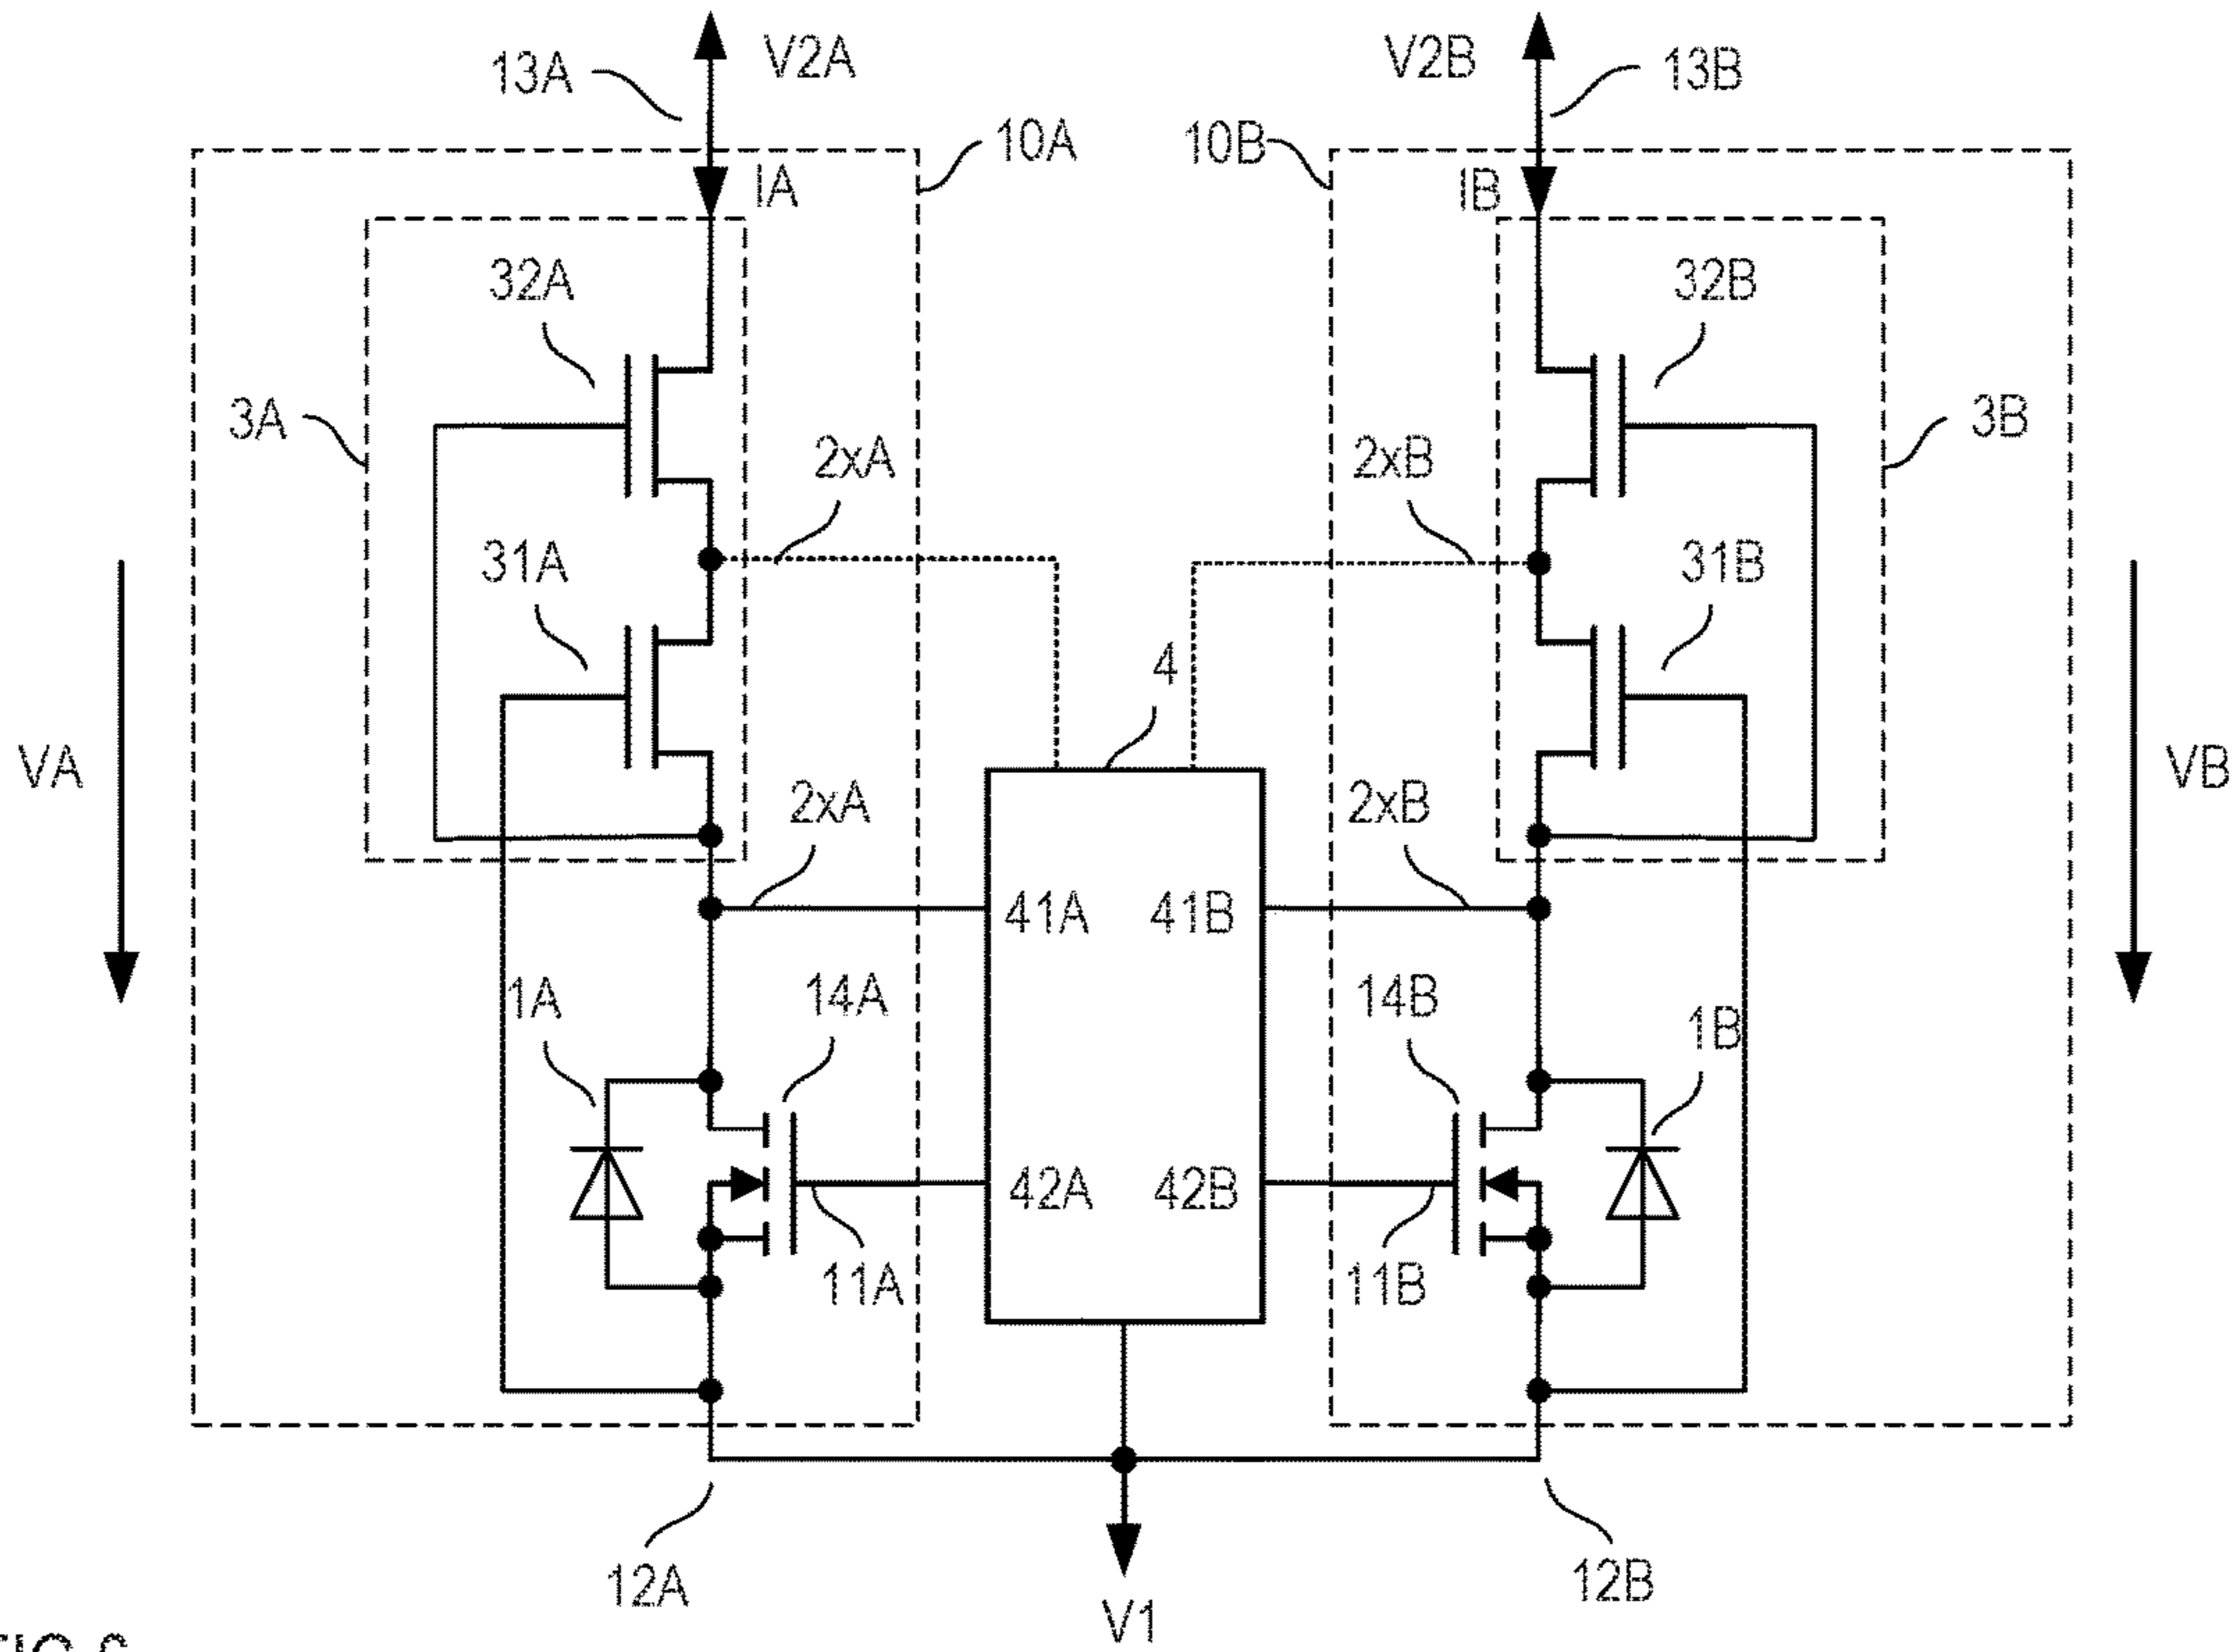 V2A V2B
13A 13B
10A 10B
IA IB
32A 32B
3A 2xA 2xB 3B
31A 31B
4
VA VB
2xA 2xB
41A 41B
1A 14A 14B 1B
42A 42B
11A 11B
12A 12B
V1